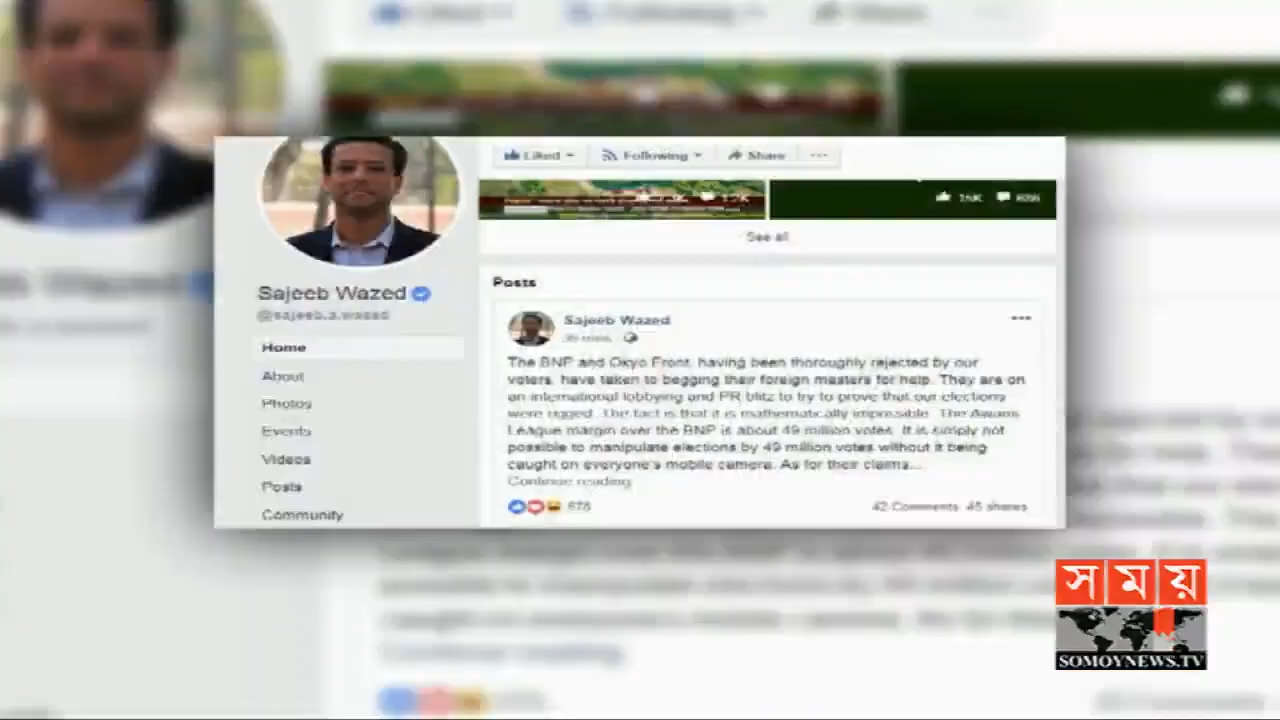 Liked Following Share ...
15K
See all
Sajeeb Wazed
@sajeeb.a.wazed
Home
About
Photos
Events
Videos
Posts
Community
Posts
Sajeeb Wazed
The BNP and Oikyo Front, having been thoroughly rejected by our
voters, have taken to begging their foreign masters for help. They are on
an international lobbying and PR blitz to try to prove that our elections
were rigged. The fact is that it is mathematically impossible. The Awami
League margin over the BNP is about 49 million votes. It is simply not
possible to manipulate elections by 49 million votes without it being
caught on everyone's mobile camera. As for their claims...
Continue reading
42 Comments 45 shares
সময়
SOMOYNEWS.TV